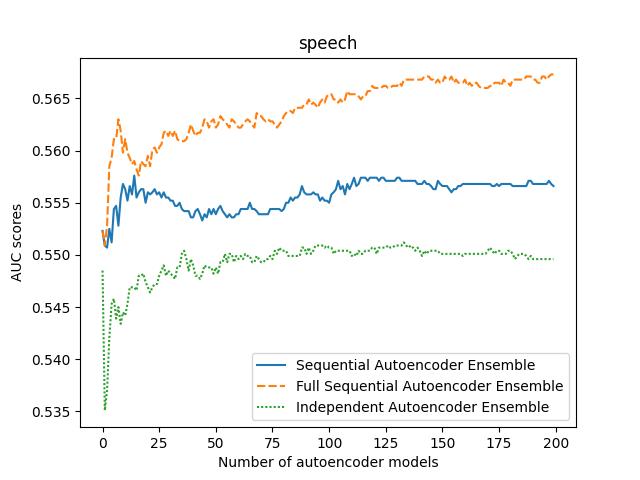 speech
AUC scores
0.565
0.560
0.555
0.550
0.545
0.540
0.535
Sequential Autoencoder Ensemble
Full Sequential Autoencoder Ensemble
Independent Autoencoder Ensemble
0 25 50 75 100 125 150 175 200
Number of autoencoder models